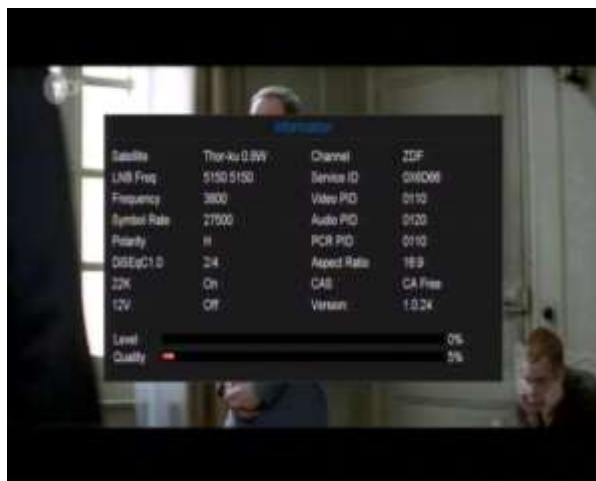 Information
Satellite Thor-ku 0.8W Channel ZDF
LNB Freq 5150 5150 Service ID 0X6D66
Frequency 3800 Video PID 0110
Symbol Rate 27500 Audio PID 0120
Polarity H PCR PID 0110
DiSEqC1.0 2/4 Aspect Ratio 16:9
22K On CAS CA Free
12V Off Version 1.0.24
Level 0%
Quality 5%